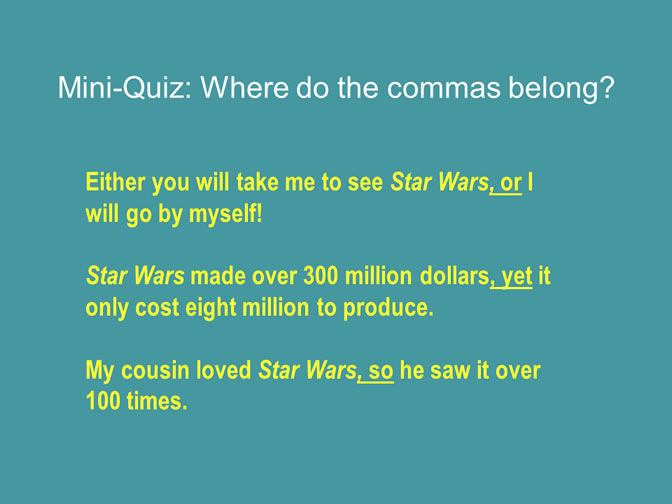 Mini-Quiz: Where do the commas belong?
Either you will take me to see Star Wars, or I
will go by myself!
Star Wars made over 300 million dollars, yet it
only cost eight million to produce.
My cousin loved Star Wars, so he saw it over
100 times.